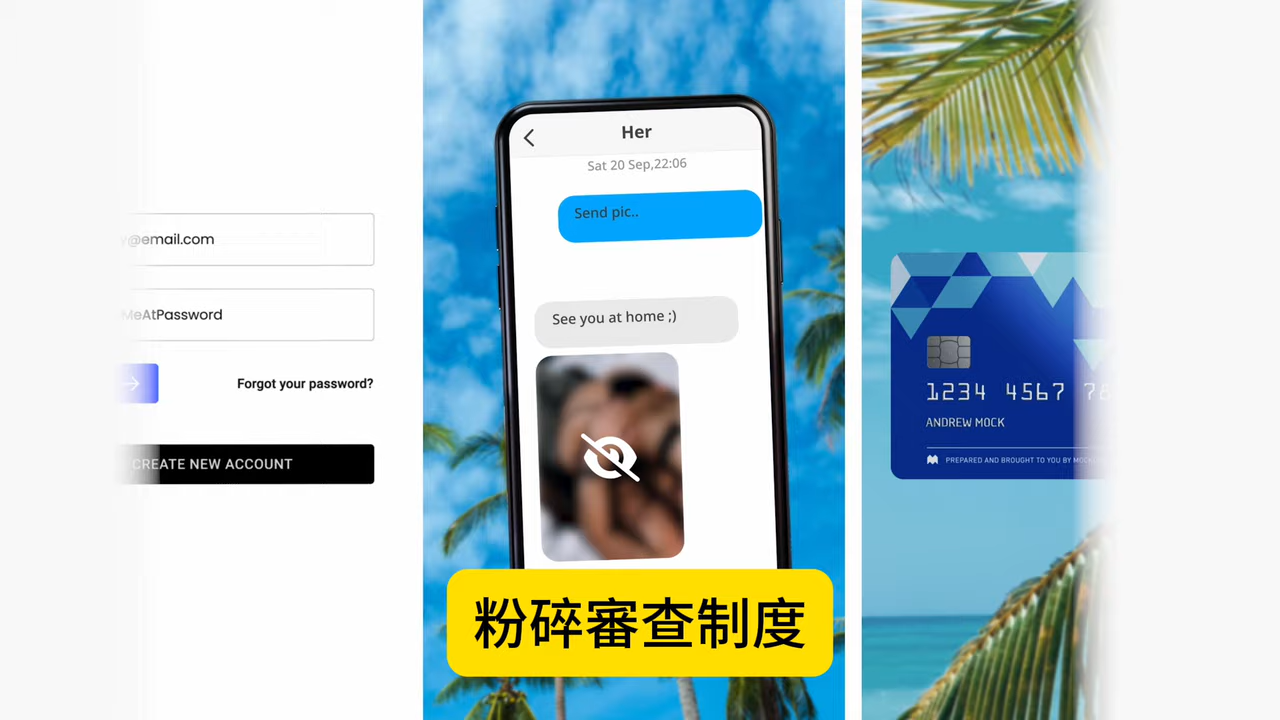 y@email.com
MeAtPassword
Forgot your password?
CREATE NEW ACCOUNT
Her
Sat 20 Sep,22:06
Send pic..
See you at home ;)
粉碎審查制度
1234 4567
ANDREW MOCK
PREPARED AND BROUGHT TO YOU BY